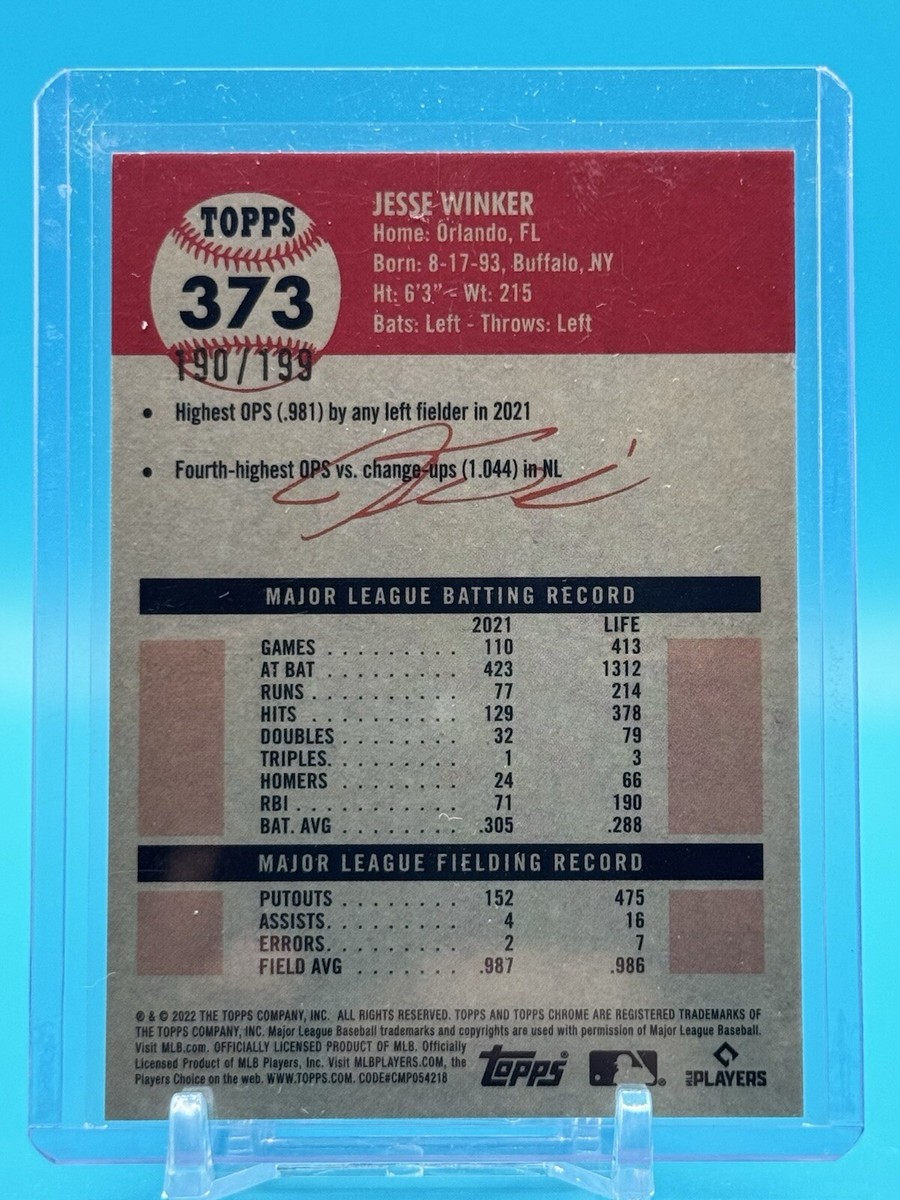 TOPPS
373
190/199
JESSE WINKER
Home: Orlando, FL
Born: 8-17-93, Buffalo, NY
Ht: 6'3" - Wt: 215
Bats: Left - Throws: Left
• Highest OPS (.981) by any left fielder in 2021
• Fourth-highest OPS vs. change-ups (1.044) in NL
MAJOR LEAGUE BATTING RECORD
2021 LIFE
GAMES . . . . . . . . . 110 413
AT BAT . . . . . . . . . 423 1312
RUNS . . . . . . . . . . 77 214
HITS . . . . . . . . . . 129 378
DOUBLES . . . . . . . . 32 79
TRIPLES. . . . . . . . . 1 3
HOMERS . . . . . . . . 24 66
RBI . . . . . . . . . . . 71 190
BAT. AVG . . . . . . . . .305 .288
MAJOR LEAGUE FIELDING RECORD
PUTOUTS . . . . . . . . 152 475
ASSISTS. . . . . . . . . 4 16
ERRORS. . . . . . . . . 2 7
FIELD AVG . . . . . . . .987 .986
® & © 2022 THE TOPPS COMPANY, INC. ALL RIGHTS RESERVED. TOPPS AND TOPPS CHROME ARE REGISTERED TRADEMARKS OF
THE TOPPS COMPANY, INC. Major League Baseball trademarks and copyrights are used with permission of Major League Baseball.
Visit MLB.com. OFFICIALLY LICENSED PRODUCT OF MLB. Officially
Licensed Product of MLB Players, Inc. Visit MLBPLAYERS.COM, the
Players Choice on the web. WWW.TOPPS.COM. CODE#CMP054218
topps®
MLB PLAYERS